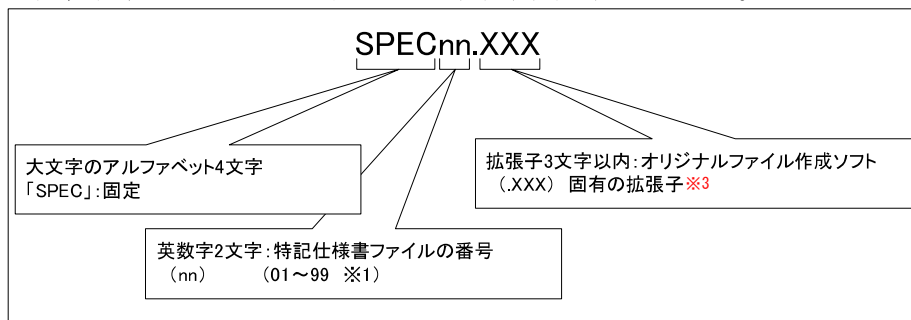 SPECnn.XXX
大文字のアルファベット4文字
「SPEC」:固定
拡張子3文字以内:オリジナルファイル作成ソフト
(.XXX) 固有の拡張子※3
英数字2文字:特記仕様書ファイルの番号
(nn) (01～99 ※1)